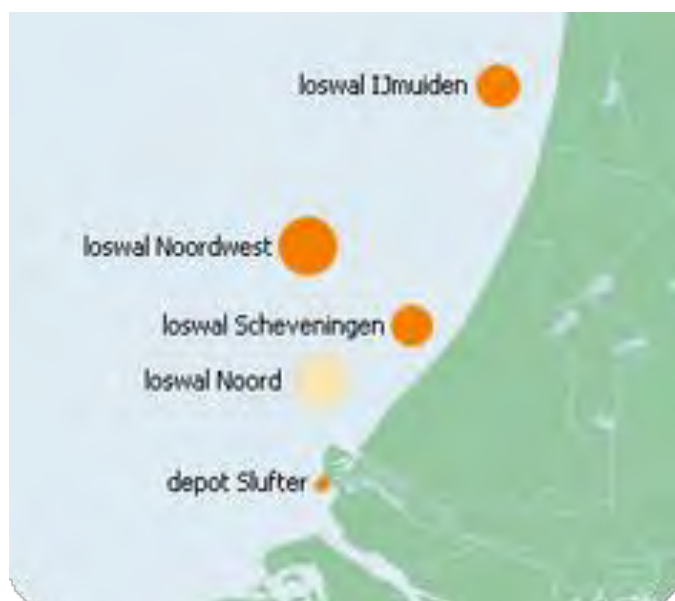 loswal IJmuiden
loswal Noordwest
loswal Scheveningen
loswal Noord
depot Slufter